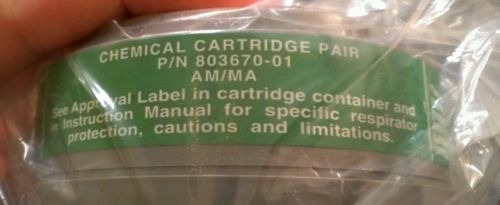 CHEMICAL CARTRIDGE PAIR
P/N 803670-01
AM/MA
See Approval Label in cartridge container and
in Instruction Manual for specific respirator
protection, cautions and limitations.